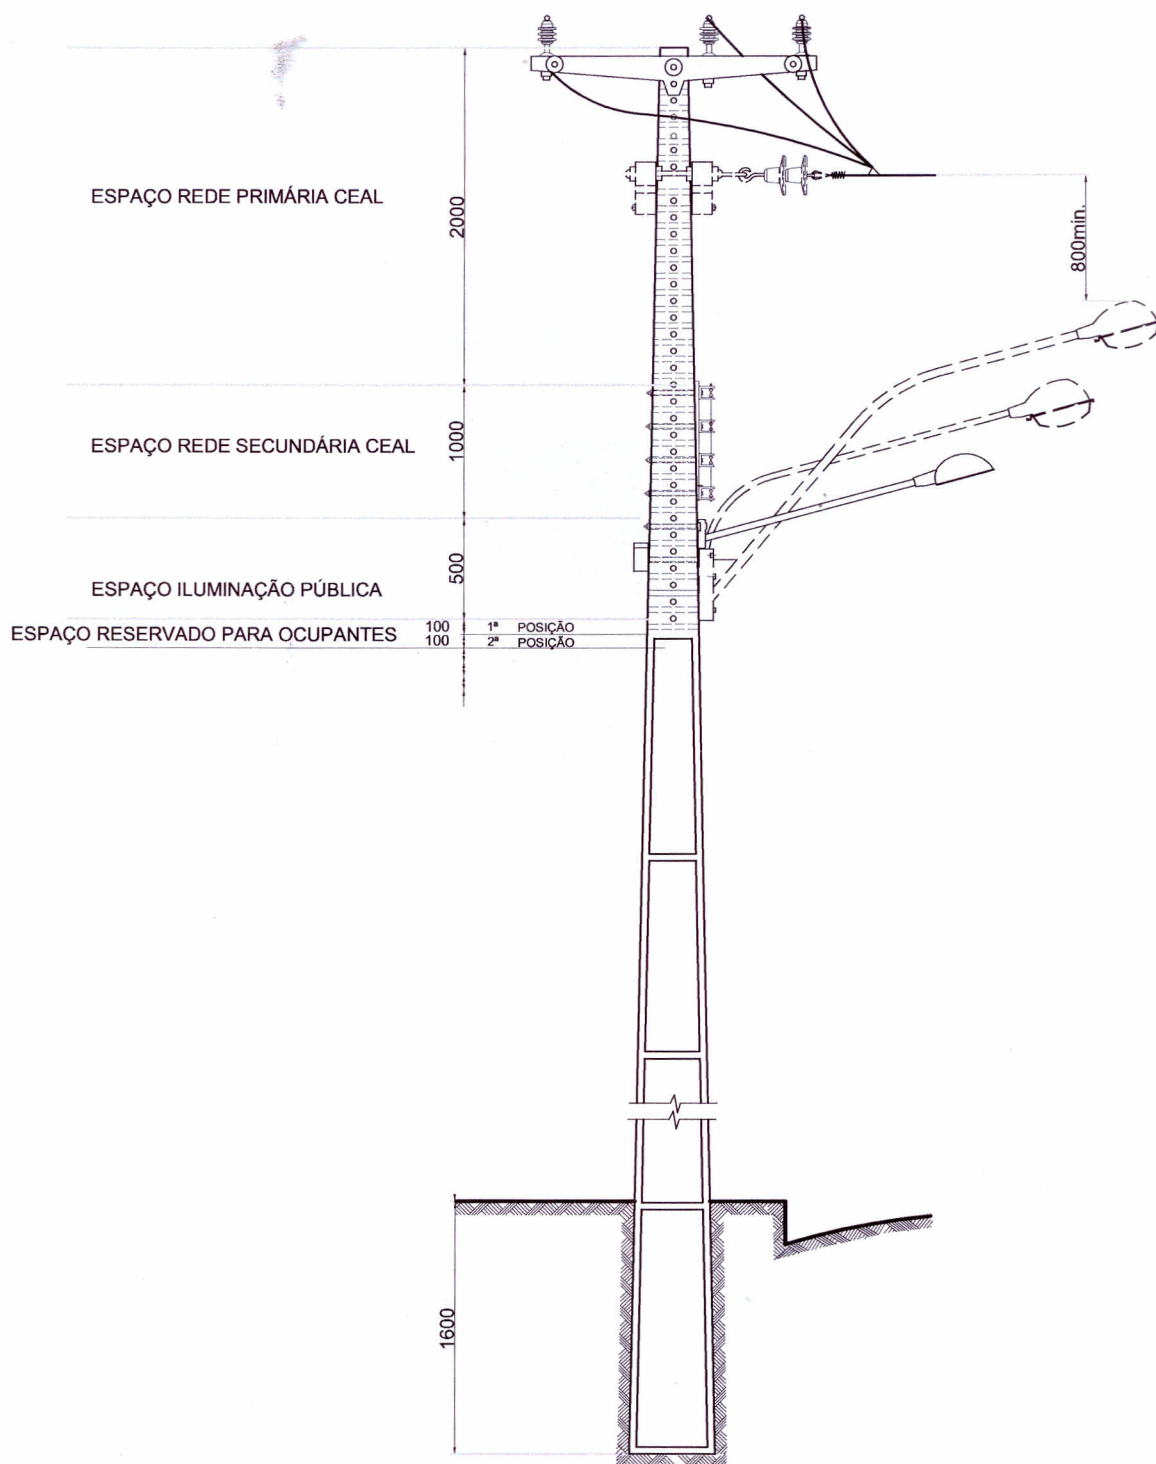 2000
ESPAÇO REDE PRIMÁRIA CEAL
800min.
ESPAÇO REDE SECUNDÁRIA CEAL
1000
500
ESPAÇO ILUMINAÇÃO PÚBLICA
ESPAÇO RESERVADO PARA OCUPANTES
100 1ª POSIÇÃO
100 2ª POSIÇÃO
1600